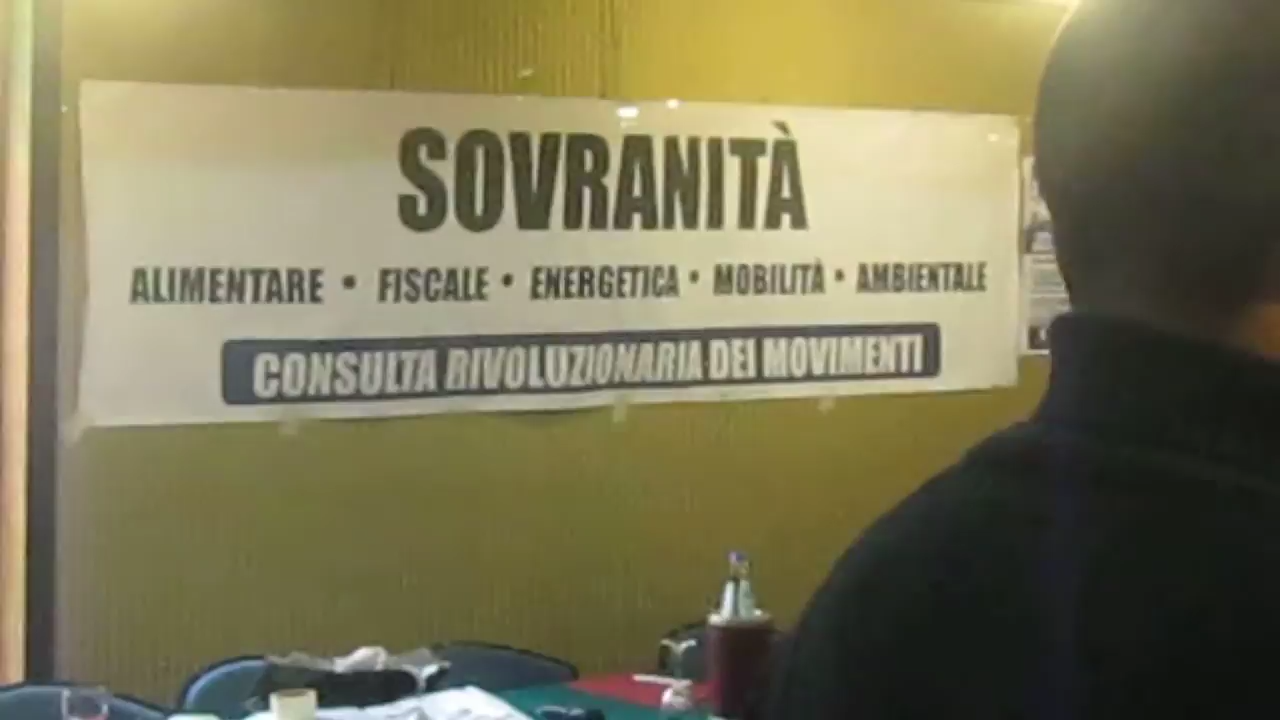 SOVRANITÀ
ALIMENTARE • FISCALE • ENERGETICA • MOBILITÀ • AMBIENTALE
CONSULTA RIVOLUZIONARIA DEI MOVIMENTI